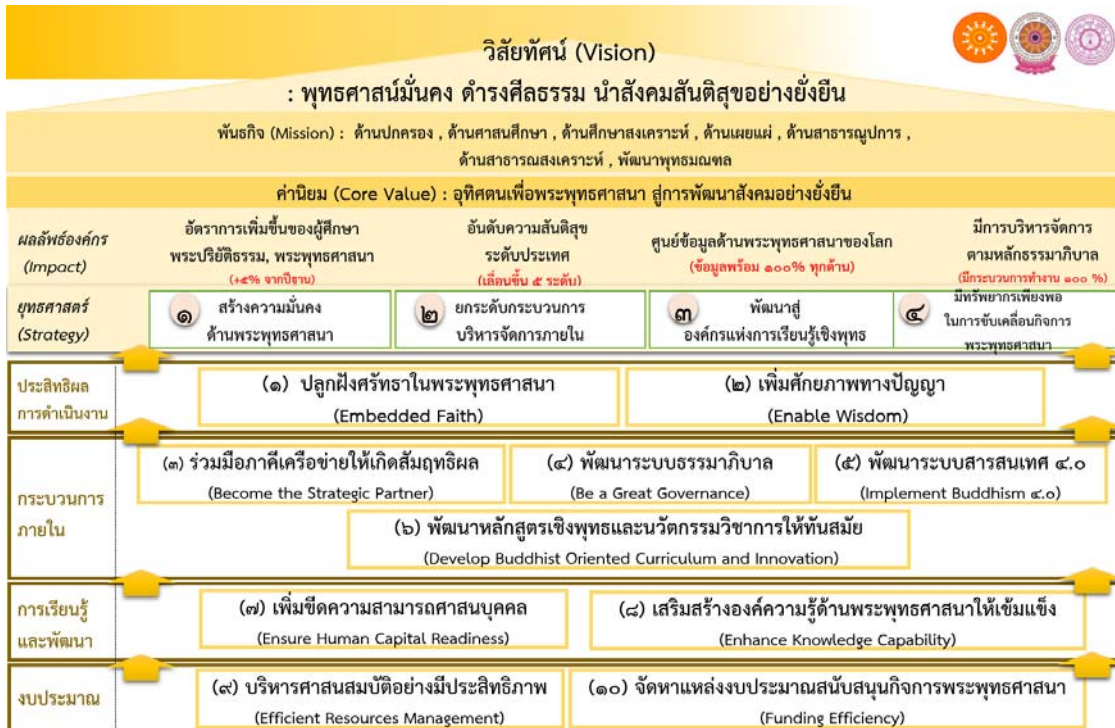 วิสัยทัศน์ (Vision)
: พุทธศาสน์มั่นคง ดำรงศีลธรรม นำสังคมสันติสุขอย่างยั่งยืน
พันธกิจ (Mission) : ด้านปกครอง , ด้านศาสนศึกษา , ด้านศึกษาสงเคราะห์ , ด้านเผยแผ่ , ด้านสาธารณูปการ ,
ด้านสาธารณสงเคราะห์ , พัฒนาพุทธมณฑล
ค่านิยม (Core Value) : อุทิศตนเพื่อพระพุทธศาสนา สู่การพัฒนาสังคมอย่างยั่งยืน
ผลลัพธ์องค์กร
(Impact)
อัตราการเพิ่มขึ้นของผู้ศึกษา
พระปริยัติธรรม, พระพุทธศาสนา
(+๕% จากปีฐาน)
อันดับความสันติสุข
ระดับประเทศ
(เลื่อนขึ้น ๕ ระดับ)
ศูนย์ข้อมูลด้านพระพุทธศาสนาของโลก
(ข้อมูลพร้อม ๑๐๐% ทุกด้าน)
มีการบริหารจัดการ
ตามหลักธรรมาภิบาล
(มีกระบวนการทำงาน ๑๐๐ %)
ยุทธศาสตร์
(Strategy)
๑ สร้างความมั่นคง
ด้านพระพุทธศาสนา
๒ ยกระดับกระบวนการ
บริหารจัดการภายใน
๓ พัฒนาสู่
องค์กรแห่งการเรียนรู้เชิงพุทธ
๔ มีทรัพยากรเพียงพอ
ในการขับเคลื่อนกิจการ
พระพุทธศาสนา
ประสิทธิผล
การดำเนินงาน
(๑) ปลูกฝังศรัทธาในพระพุทธศาสนา
(Embedded Faith)
(๒) เพิ่มศักยภาพทางปัญญา
(Enable Wisdom)
กระบวนการ
ภายใน
(๓) ร่วมมือภาคีเครือข่ายให้เกิดสัมฤทธิผล
(Become the Strategic Partner)
(๔) พัฒนาระบบธรรมาภิบาล
(Be a Great Governance)
(๕) พัฒนาระบบสารสนเทศ ๔.๐
(Implement Buddhism ๔.๐)
(๖) พัฒนาหลักสูตรเชิงพุทธและนวัตกรรมวิชาการให้ทันสมัย
(Develop Buddhist Oriented Curriculum and Innovation)
การเรียนรู้
และพัฒนา
(๗) เพิ่มขีดความสามารถศาสนบุคคล
(Ensure Human Capital Readiness)
(๘) เสริมสร้างองค์ความรู้ด้านพระพุทธศาสนาให้เข้มแข็ง
(Enhance Knowledge Capability)
งบประมาณ
(๙) บริหารศาสนสมบัติอย่างมีประสิทธิภาพ
(Efficient Resources Management)
(๑๐) จัดหาแหล่งงบประมาณสนับสนุนกิจการพระพุทธศาสนา
(Funding Efficiency)